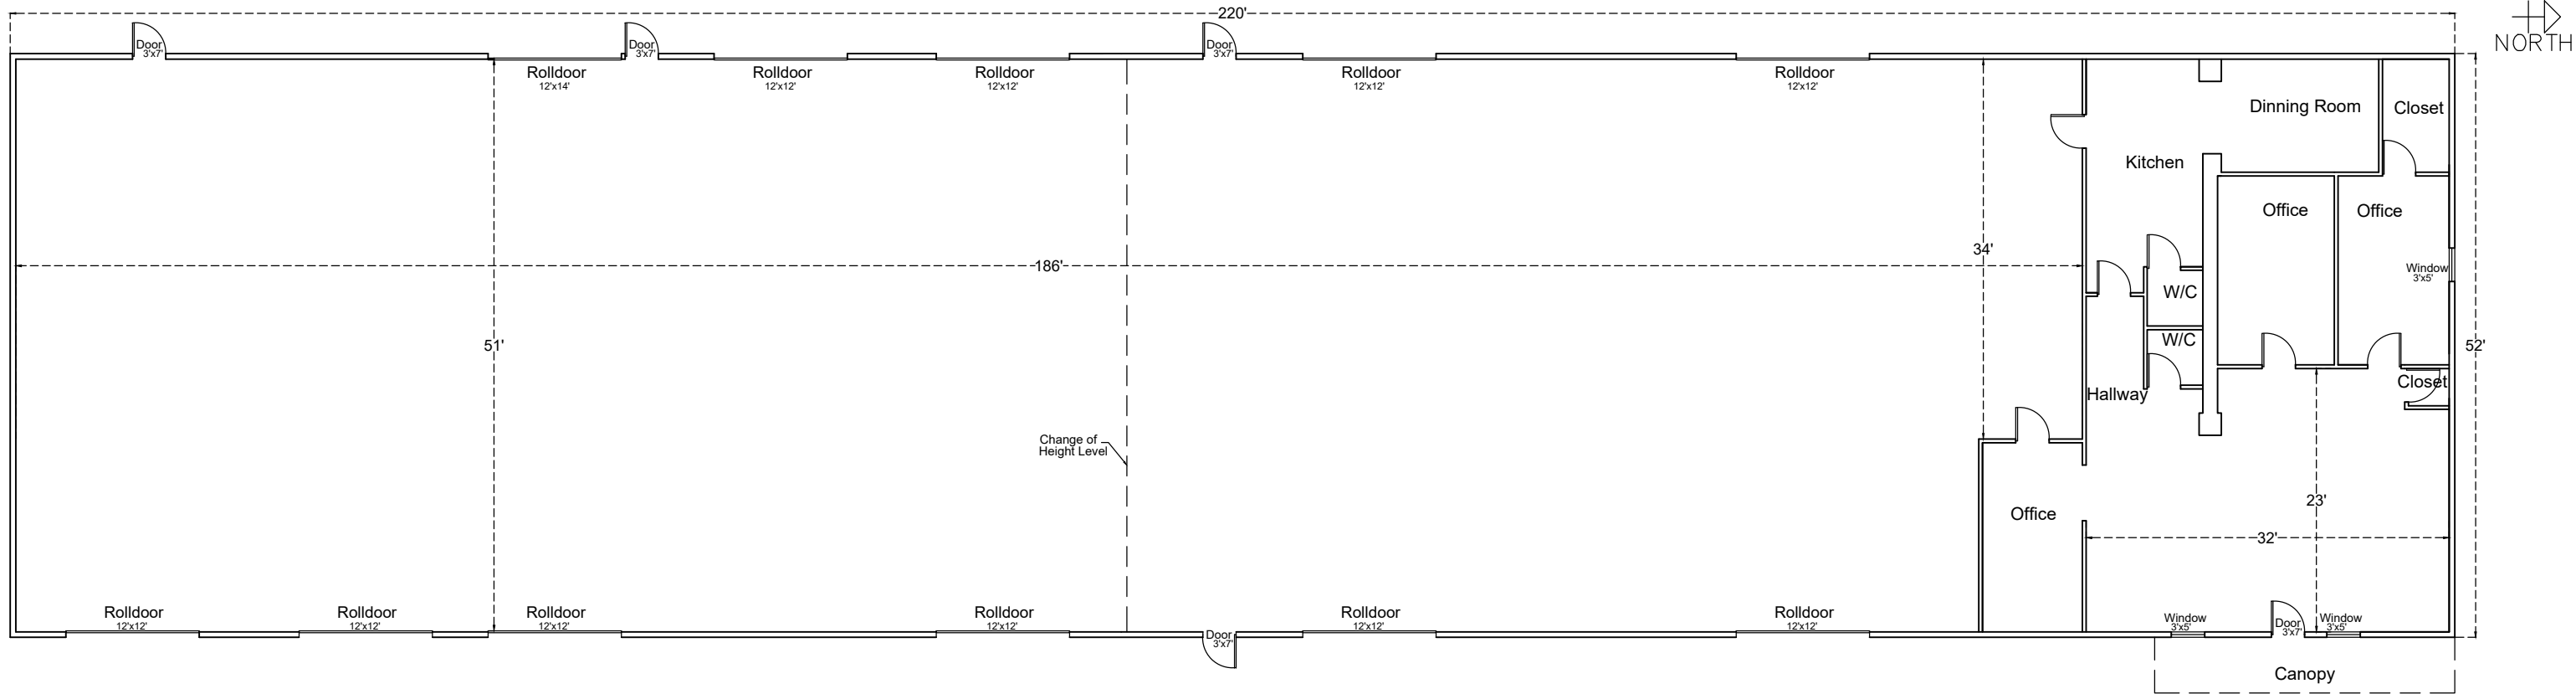 220'
NORTH
Door
3'x7'
Door
3'x7'
Door
3'x7'
Rolldoor
12'x14'
Rolldoor
12'x12'
Rolldoor
12'x12'
Rolldoor
12'x12'
Rolldoor
12'x12'
Dinning Room
Closet
Kitchen
Office
Office
34'
186'
Window
3'x5'
W/C
W/C
51'
52'
Closet
Hallway
Change of
Height Level
23'
Office
32'
Rolldoor
12'x12'
Rolldoor
12'x12'
Rolldoor
12'x12'
Rolldoor
12'x12'
Rolldoor
12'x12'
Rolldoor
12'x12'
Door
3'x7'
Window
3'x5'
Door
3'x7'
Window
3'x5'
Canopy